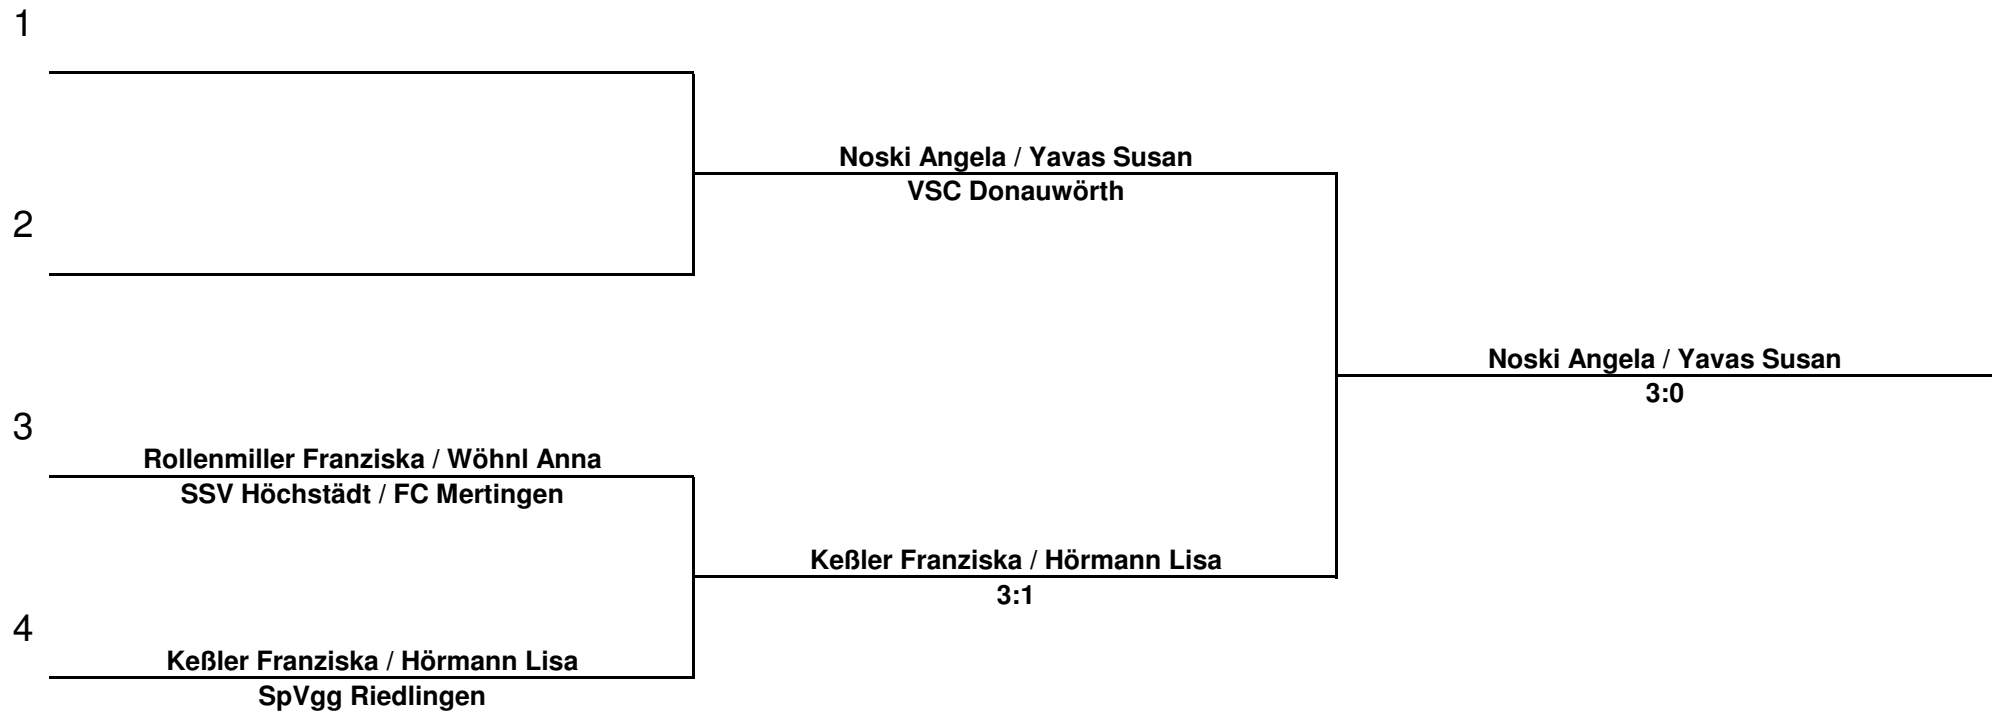 1
Noski Angela / Yavas Susan
VSC Donauwörth
2
Noski Angela / Yavas Susan
3:0
3
Rollenmiller Franziska / Wöhnl Anna
SSV Höchstädt / FC Mertingen
Keßler Franziska / Hörmann Lisa
3:1
4
Keßler Franziska / Hörmann Lisa
SpVgg Riedlingen